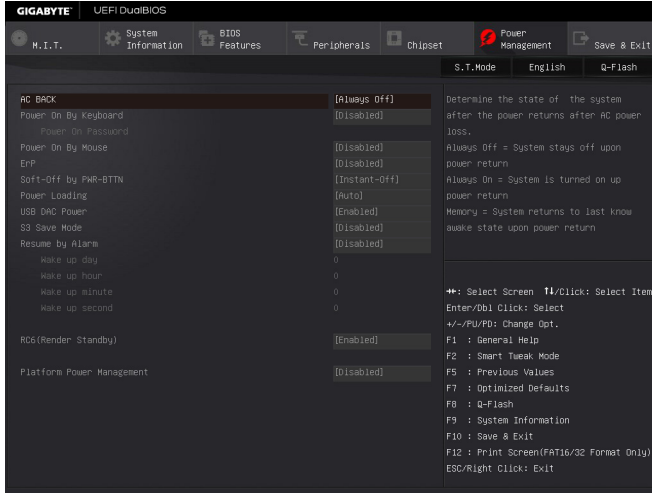 GIGABYTE™ UEFI DualBIOS
M.I.T.
System Information
BIOS Features
Peripherals
Chipset
Power Management
Save & Exit
S.T.Mode English Q-Flash
AC BACK [Always Off]
Power On By Keyboard [Disabled]
Power On Password
Power On By Mouse [Disabled]
ErP [Disabled]
Soft-Off by PWR-BTTN [Instant-Off]
Power Loading [Auto]
USB DAC Power [Enabled]
S3 Save Mode [Disabled]
Resume by Alarm [Disabled]
Wake up day 0
Wake up hour 0
Wake up minute 0
Wake up second 0
RC6(Render Standby) [Enabled]
Platform Power Management [Disabled]
Determine the state of the system
after the power returns after AC power
loss.
Always Off = System stays off upon
power return
Always On = System is turned on up
power return
Memory = System returns to last know
awake state upon power return
→←: Select Screen ↑↓/Click: Select Item
Enter/Dbl Click: Select
+/-/PU/PD: Change Opt.
F1 : General Help
F2 : Smart Tweak Mode
F5 : Previous Values
F7 : Optimized Defaults
F8 : Q-Flash
F9 : System Information
F10 : Save & Exit
F12 : Print Screen(FAT16/32 Format Only)
ESC/Right Click: Exit